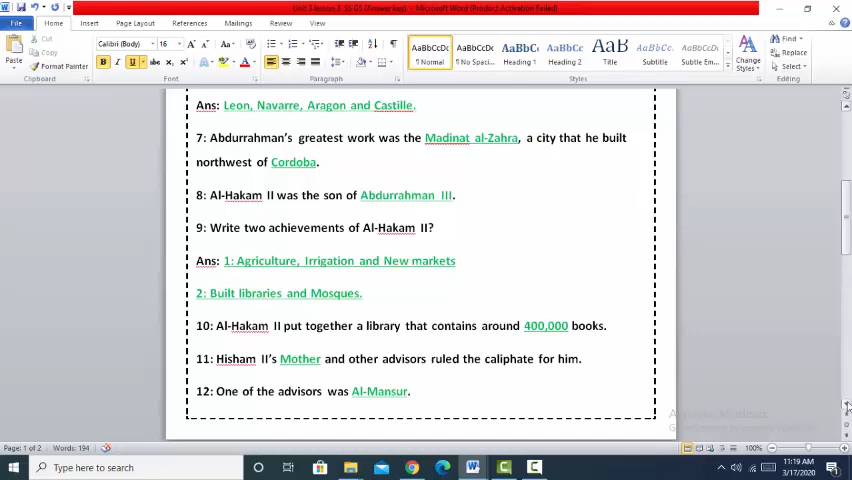 Unit 3 lesson 3 SS G5 (Answer key) - Microsoft Word (Product Activation Failed)
File Home Insert Page Layout References Mailings Review View
Cut
Copy
Format Painter
Paste
Clipboard
Calibri (Body) 16
Font
Paragraph
AaBbCcDc AaBbCcDc AaBbCc AaBbCc AaB AaBbCc. AaBbCcDc
¶ Normal ¶ No Spaci... Heading 1 Heading 2 Title Subtitle Subtle Em...
Change Styles
Styles
Find
Replace
Select
Editing
Ans: Leon, Navarre, Aragon and Castille.
7: Abdurrahman's greatest work was the Madinat al-Zahra, a city that he built
northwest of Cordoba.
8: Al-Hakam II was the son of Abdurrahman III.
9: Write two achievements of Al-Hakam II?
Ans: 1: Agriculture, Irrigation and New markets
2: Built libraries and Mosques.
10: Al-Hakam II put together a library that contains around 400,000 books.
11: Hisham II's Mother and other advisors ruled the caliphate for him.
12: One of the advisors was Al-Mansur.
Activate Windows
Page: 1 of 2 Words: 194
100%
Type here to search
11:19 AM
3/17/2020